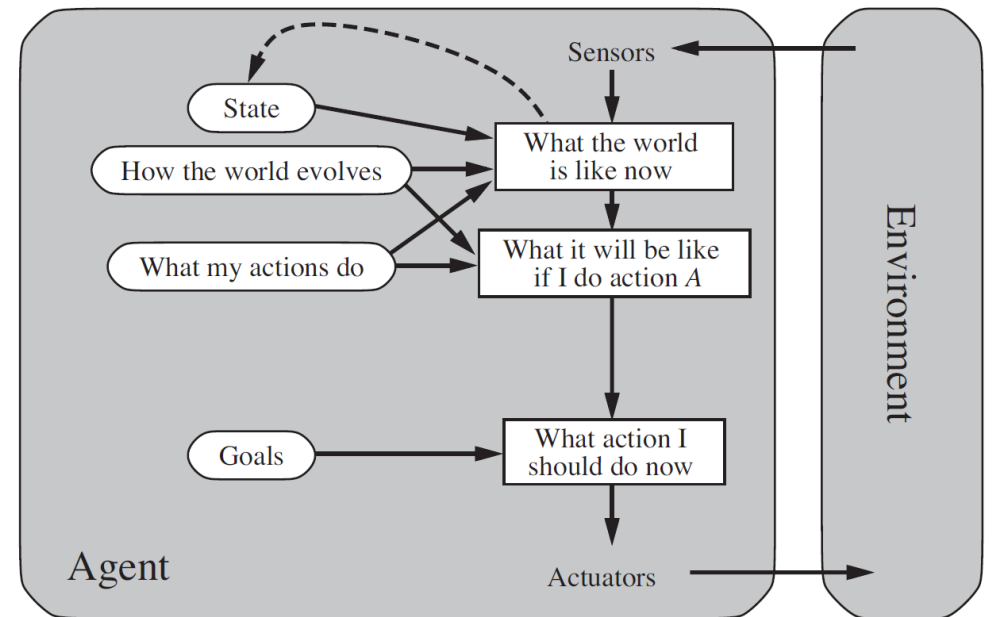 Sensors
State
What the world
is like now
How the world evolves
What it will be like
if I do action A
What my actions do
Environment
What action I
should do now
Goals
Agent
Actuators